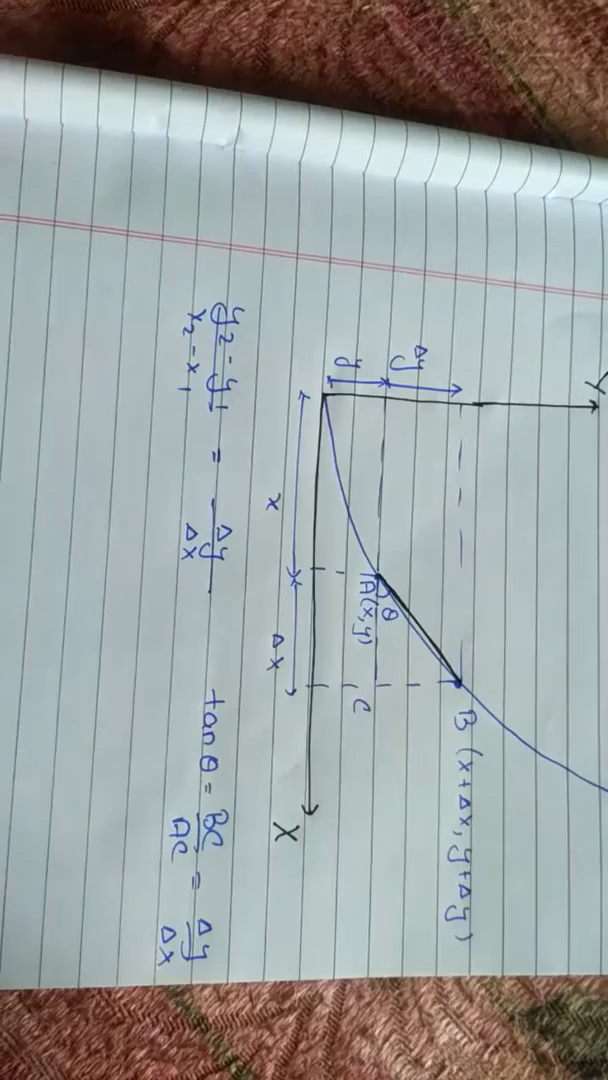 Y
Δy
y
B (x+Δx, y+Δy)
θ
A(x,y)
C
x
Δx
X
y2 - y1 / x2 - x1 = Δy / Δx
tan θ = BC / AC = Δy / Δx